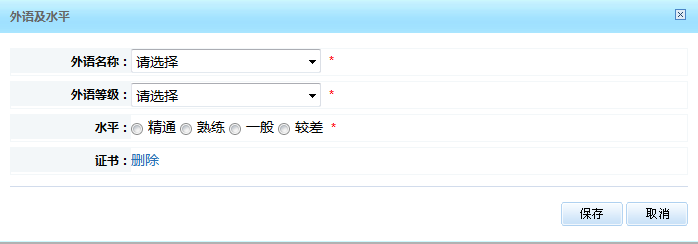 外语及水平
外语名称： 请选择 *
外语等级： 请选择 *
水平： 精通 熟练 一般 较差 *
证书： 删除
保存 取消